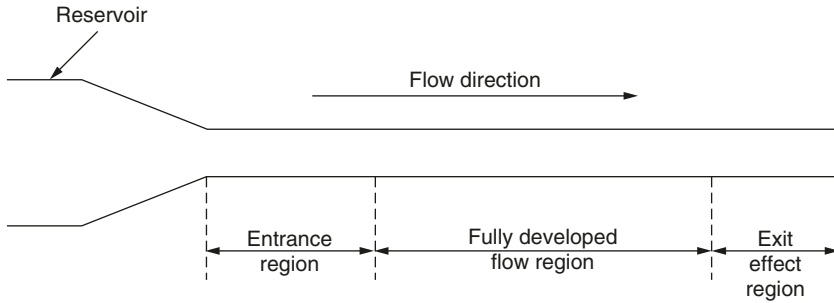 Reservoir
Flow direction
Entrance
region
Fully developed
flow region
Exit
effect
region